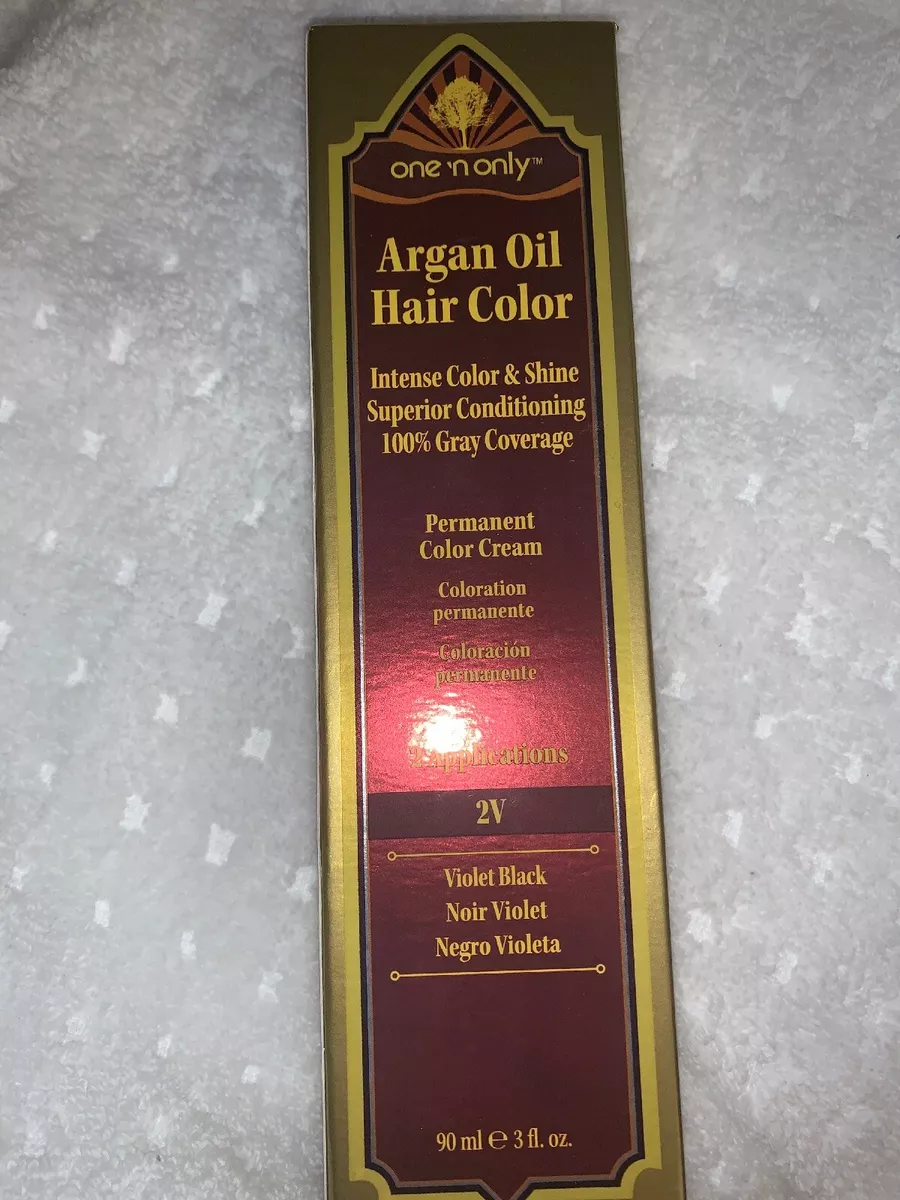 one 'n only™
Argan Oil
Hair Color
Intense Color & Shine
Superior Conditioning
100% Gray Coverage
Permanent
Color Cream
Coloration
permanente
Coloración
permanente
applications
2V
Violet Black
Noir Violet
Negro Violeta
90 ml ℮ 3 fl. oz.